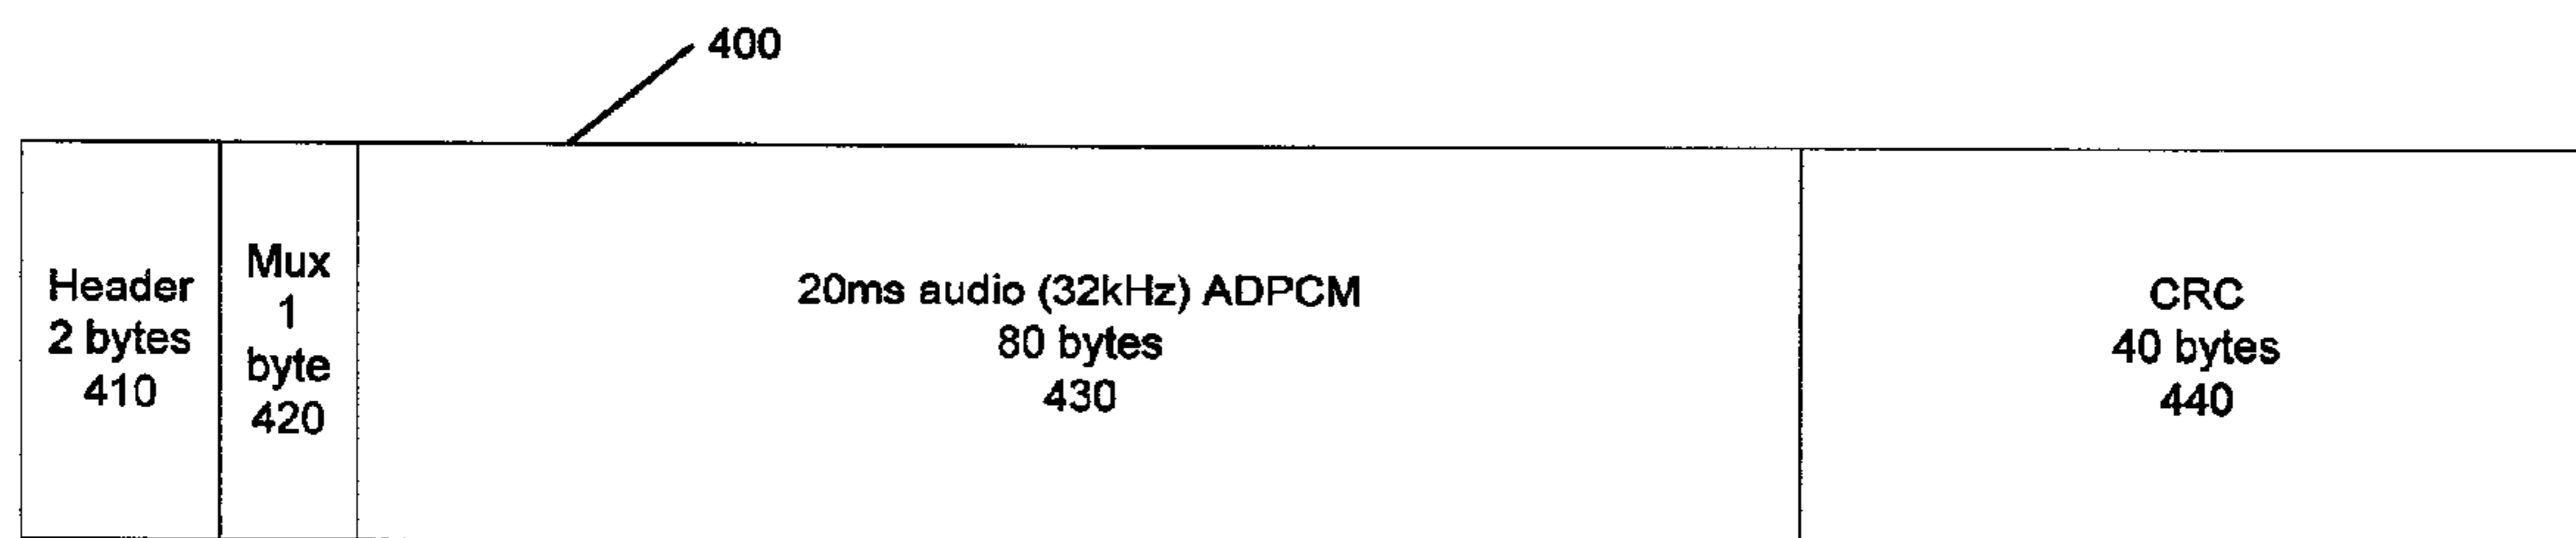 400
Header
2 bytes
410
Mux
1
byte
420
20ms audio (32kHz) ADPCM
80 bytes
430
CRC
40 bytes
440